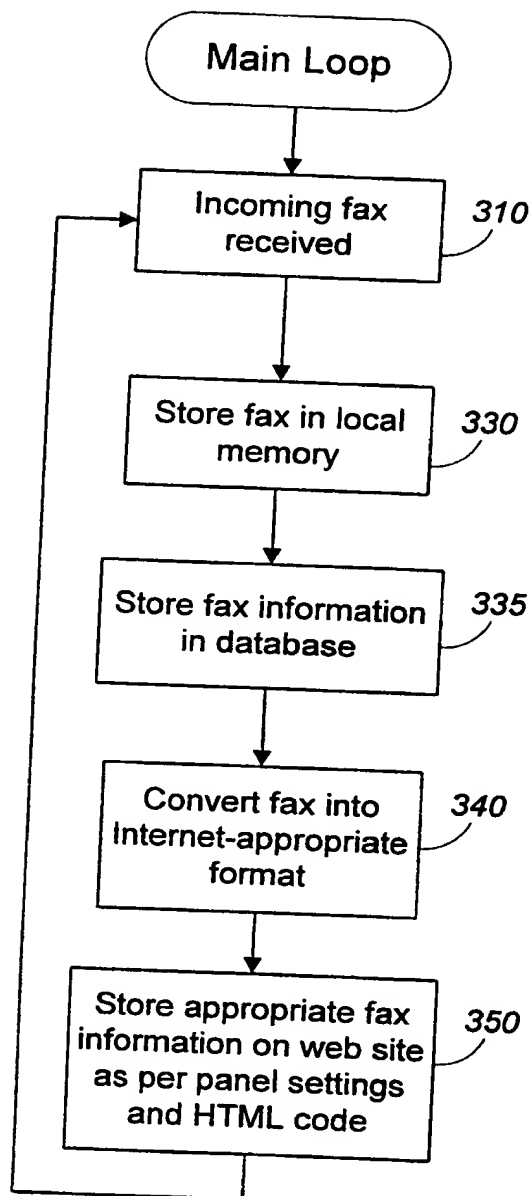 Main Loop
Incoming fax
received
310
Store fax in local
memory
330
Store fax information
in database
335
Convert fax into
Internet-appropriate
format
340
Store appropriate fax
information on web site
as per panel settings
and HTML code
350